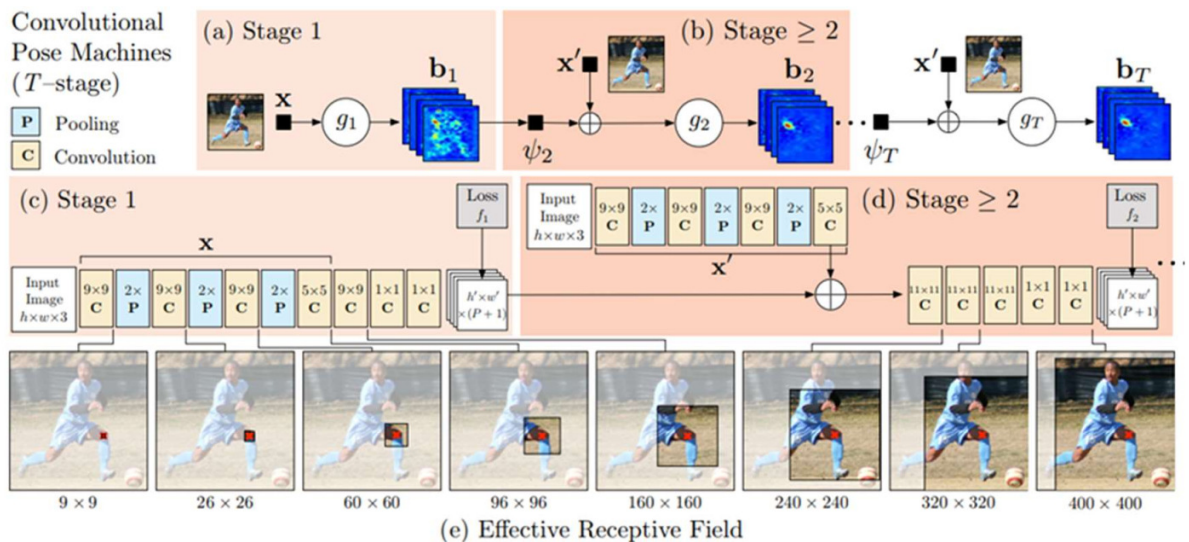 Convolutional
Pose Machines
(T–stage)
P Pooling
C Convolution
(a) Stage 1
x
g₁
b₁
(b) Stage ≥ 2
x′
ψ₂
g₂
b₂
x′
ψ_T
g_T
b_T
(c) Stage 1
x
Input
Image
h×w×3
9×9
C
2×
P
9×9
C
2×
P
9×9
C
2×
P
5×5
C
9×9
C
1×1
C
1×1
C
Loss
f₁
h′×w′
×(P+1)
(d) Stage ≥ 2
Input
Image
h×w×3
9×9
C
2×
P
9×9
C
2×
P
9×9
C
2×
P
5×5
C
x′
11×11
C
11×11
C
11×11
C
1×1
C
1×1
C
Loss
f₂
h′×w′
×(P+1)
9 × 9
26 × 26
60 × 60
96 × 96
160 × 160
240 × 240
320 × 320
400 × 400
(e) Effective Receptive Field